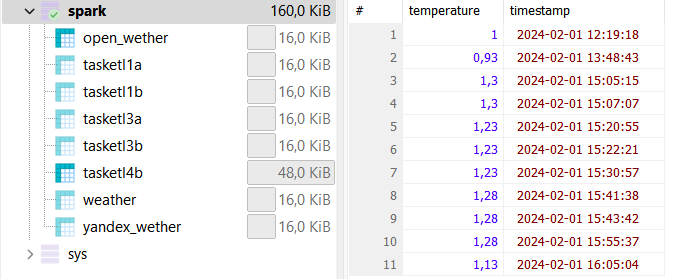 spark 160,0 KiB
open_wether 16,0 KiB
tasketl1a 16,0 KiB
tasketl1b 16,0 KiB
tasketl3a 16,0 KiB
tasketl3b 16,0 KiB
tasketl4b 48,0 KiB
weather 16,0 KiB
yandex_wether 16,0 KiB
sys
# temperature timestamp
1 1 2024-02-01 12:19:18
2 0,93 2024-02-01 13:48:43
3 1,3 2024-02-01 15:05:15
4 1,3 2024-02-01 15:07:07
5 1,23 2024-02-01 15:20:55
6 1,23 2024-02-01 15:22:21
7 1,23 2024-02-01 15:30:57
8 1,28 2024-02-01 15:41:38
9 1,28 2024-02-01 15:43:42
10 1,28 2024-02-01 15:55:37
11 1,13 2024-02-01 16:05:04